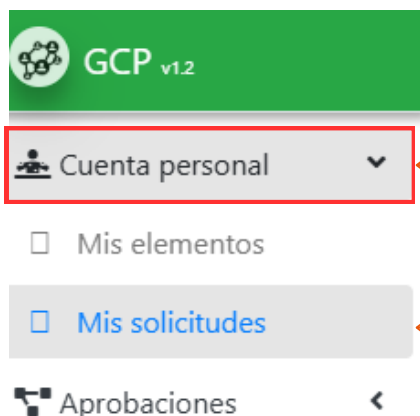 GCP v1.2
Cuenta personal
Mis elementos
Mis solicitudes
Aprobaciones